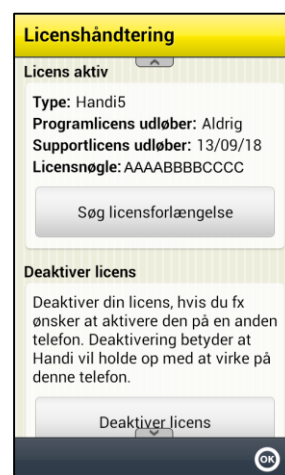 Licenshåndtering
Licens aktiv
Type: Handi5
Programlicens udløber: Aldrig
Supportlicens udløber: 13/09/18
Licensnøgle: AAAABBBBCCCC
Søg licensforlængelse
Deaktiver licens
Deaktiver din licens, hvis du fx
ønsker at aktivere den på en anden
telefon. Deaktivering betyder at
Handi vil holde op med at virke på
denne telefon.
Deaktiver licens
OK